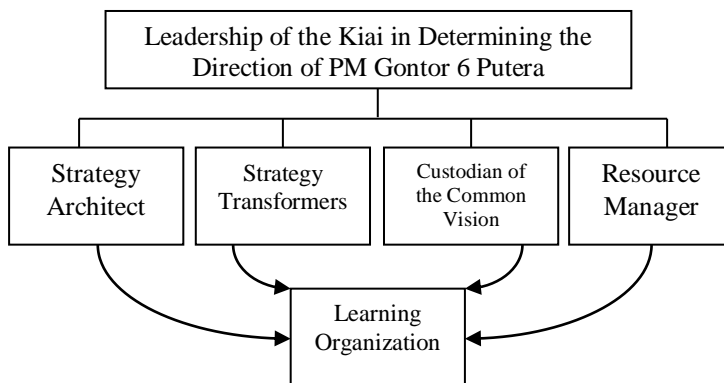 Leadership of the Kiai in Determining the
Direction of PM Gontor 6 Putera
Strategy
Architect
Strategy
Transformers
Custodian of
the Common
Vision
Resource
Manager
Learning
Organization